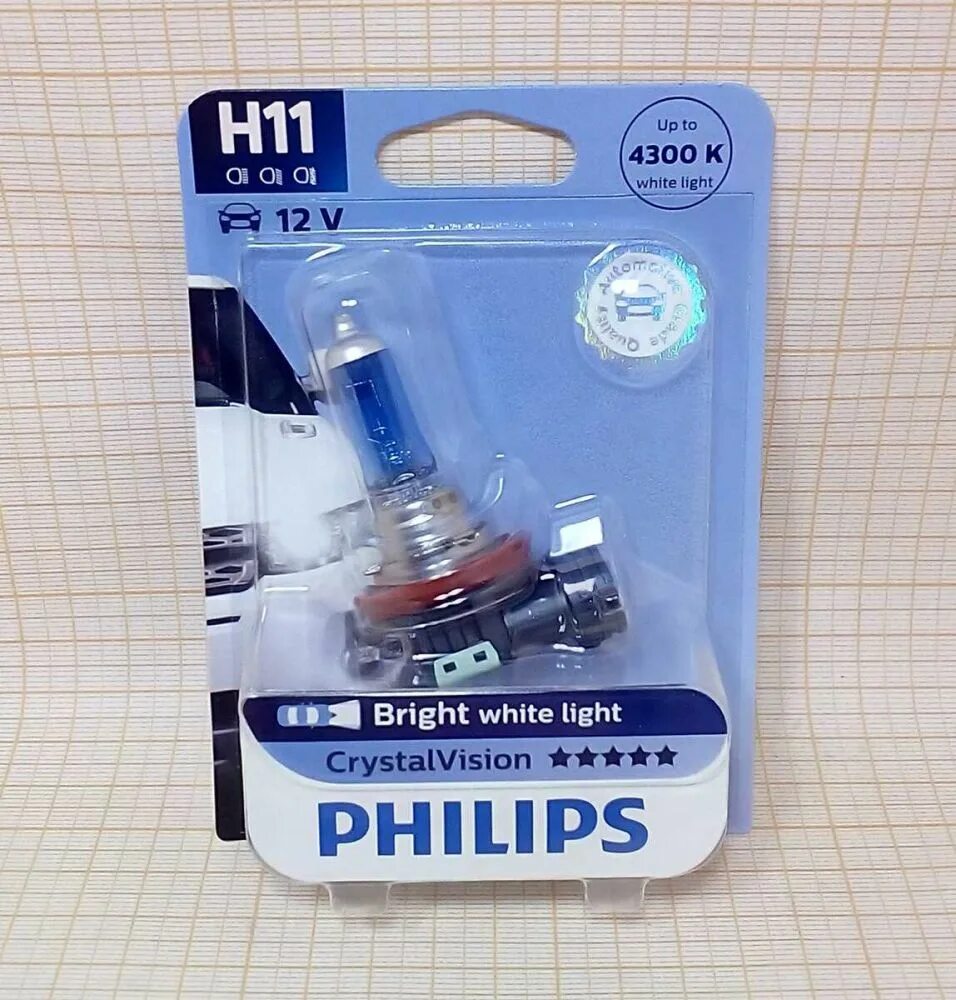 H11
Up to
4300 K
white light
12 V
Automotive Grade Quality
Bright white light
CrystalVision ★★★★★
PHILIPS